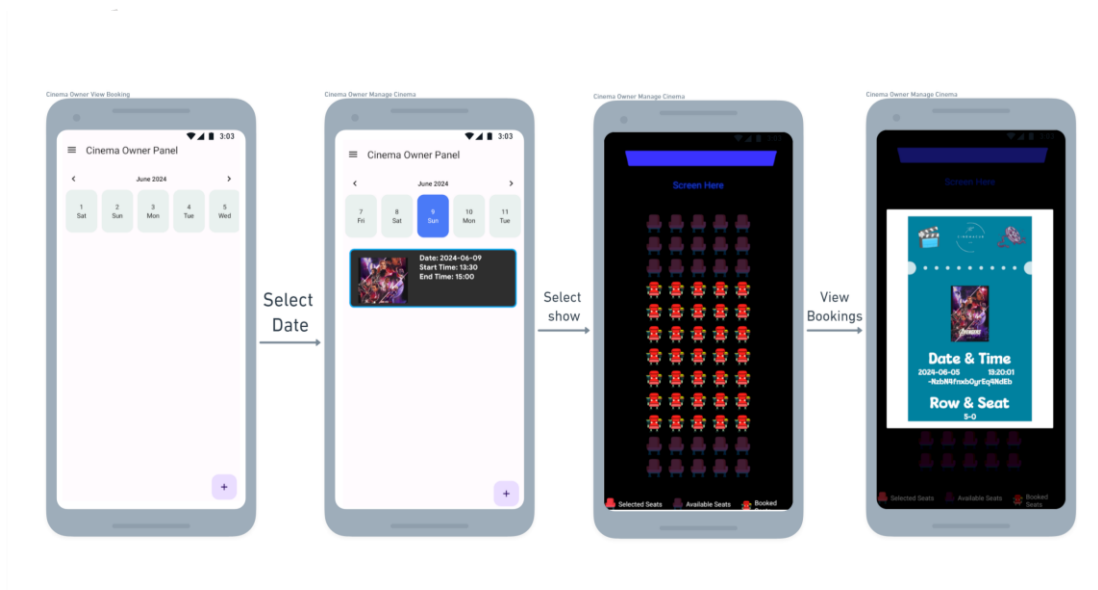 Cinema Owner View Booking
3:03
Cinema Owner Panel
June 2024
1 2 3 4 5
Sat Sun Mon Tue Wed
+
Select
Date
Cinema Owner Manage Cinema
3:03
Cinema Owner Panel
June 2024
7 8 9 10 11
Fri Sat Sun Mon Tue
Date: 2024-06-09
Start Time: 13:30
End Time: 15:00
+
Select
show
Cinema Owner Manage Cinema
3:03
Screen Here
Selected Seats Available Seats Booked
View
Bookings
Cinema Owner Manage Cinema
Screen Here
AVENGERS
Date & Time
2024-06-05 13:20:01
Row & Seat
5-0
Selected Seats Available Seats Booked
Seats